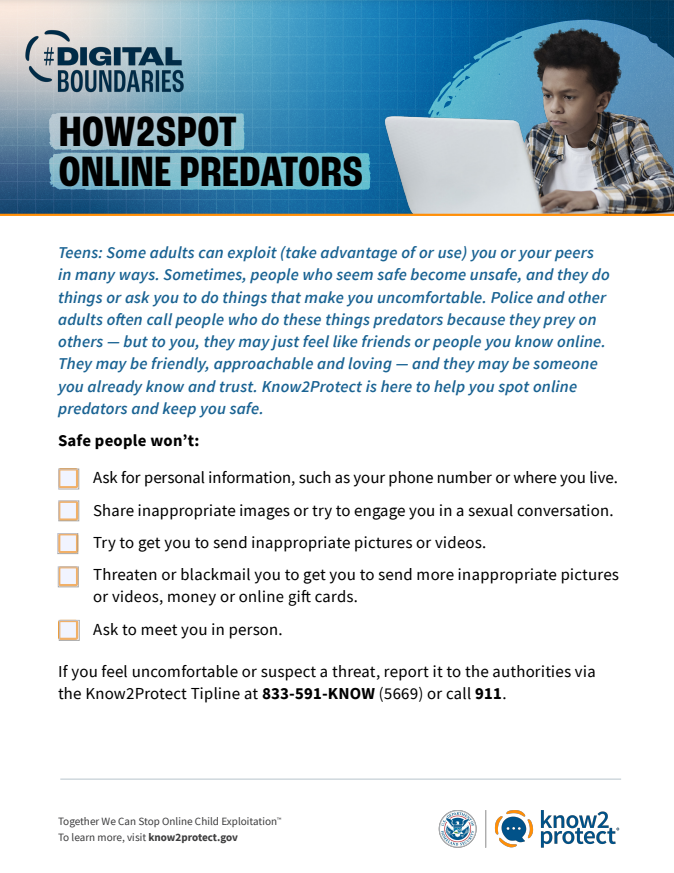 #DIGITAL
BOUNDARIES
HOW2SPOT
ONLINE PREDATORS
Teens: Some adults can exploit (take advantage of or use) you or your peers
in many ways. Sometimes, people who seem safe become unsafe, and they do
things or ask you to do things that make you uncomfortable. Police and other
adults often call people who do these things predators because they prey on
others — but to you, they may just feel like friends or people you know online.
They may be friendly, approachable and loving — and they may be someone
you already know and trust. Know2Protect is here to help you spot online
predators and keep you safe.
Safe people won’t:
Ask for personal information, such as your phone number or where you live.
Share inappropriate images or try to engage you in a sexual conversation.
Try to get you to send inappropriate pictures or videos.
Threaten or blackmail you to get you to send more inappropriate pictures
or videos, money or online gift cards.
Ask to meet you in person.
If you feel uncomfortable or suspect a threat, report it to the authorities via
the Know2Protect Tipline at 833-591-KNOW (5669) or call 911.
Together We Can Stop Online Child Exploitation™
To learn more, visit know2protect.gov
know2
protect®